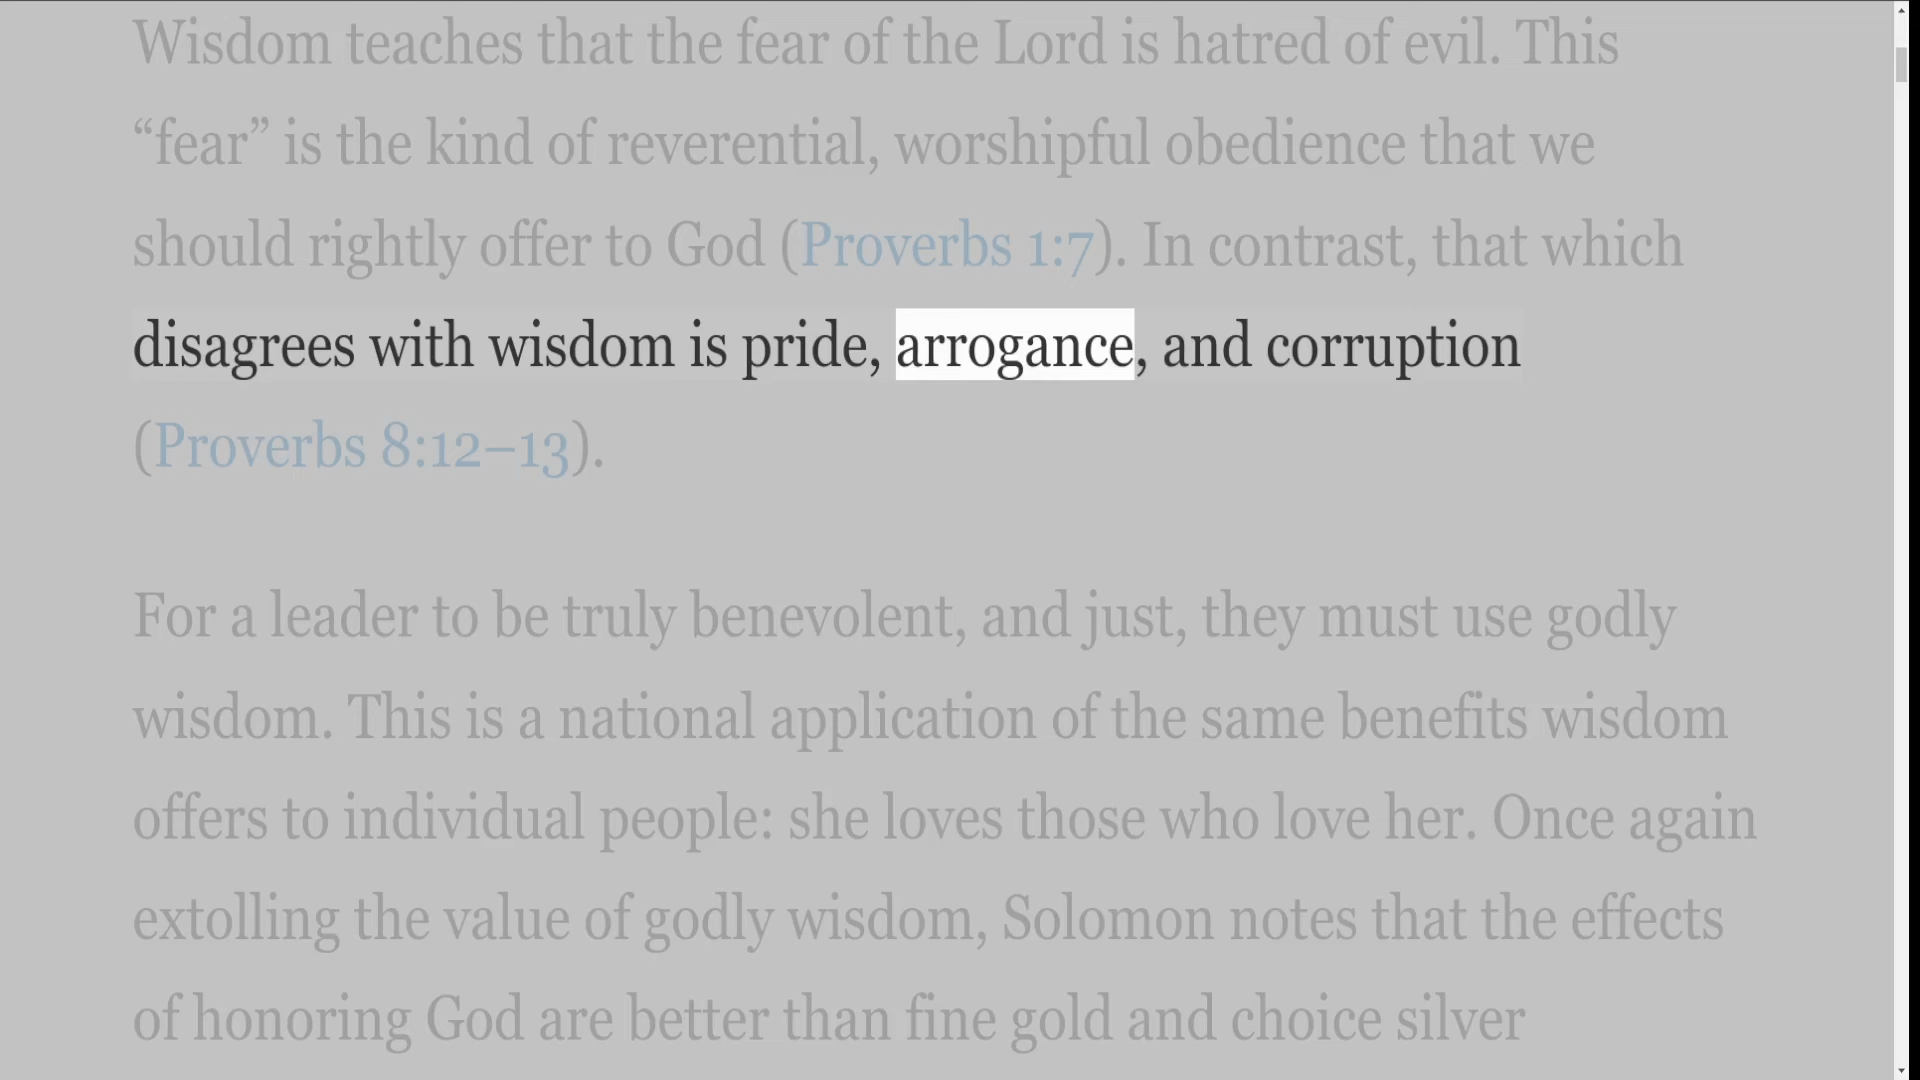 Wisdom teaches that the fear of the Lord is hatred of evil. This
“fear” is the kind of reverential, worshipful obedience that we
should rightly offer to God (Proverbs 1:7). In contrast, that which
disagrees with wisdom is pride, arrogance, and corruption
(Proverbs 8:12–13).
For a leader to be truly benevolent, and just, they must use godly
wisdom. This is a national application of the same benefits wisdom
offers to individual people: she loves those who love her. Once again
extolling the value of godly wisdom, Solomon notes that the effects
of honoring God are better than fine gold and choice silver